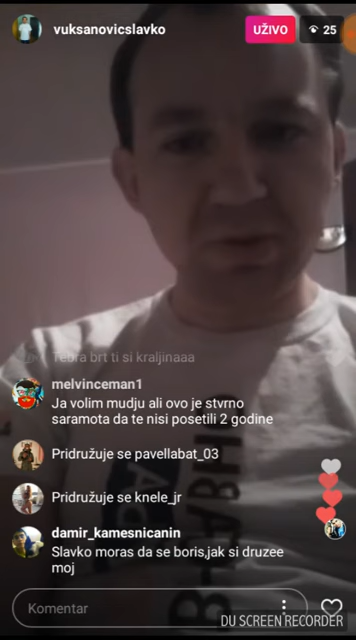 vuksanovicslavko
UŽIVO
25
Tebra brt ti si kraljinaaa
melvinceman1
Ja volim mudju ali ovo je stvrno
saramota da te nisi posetili 2 godine
Pridružuje se pavellabat_03
Pridružuje se knele_jr
damir_kamesnicanin
Slavko moras da se boris,jak si druzee
moj
Komentar
DU SCREEN RECORDER